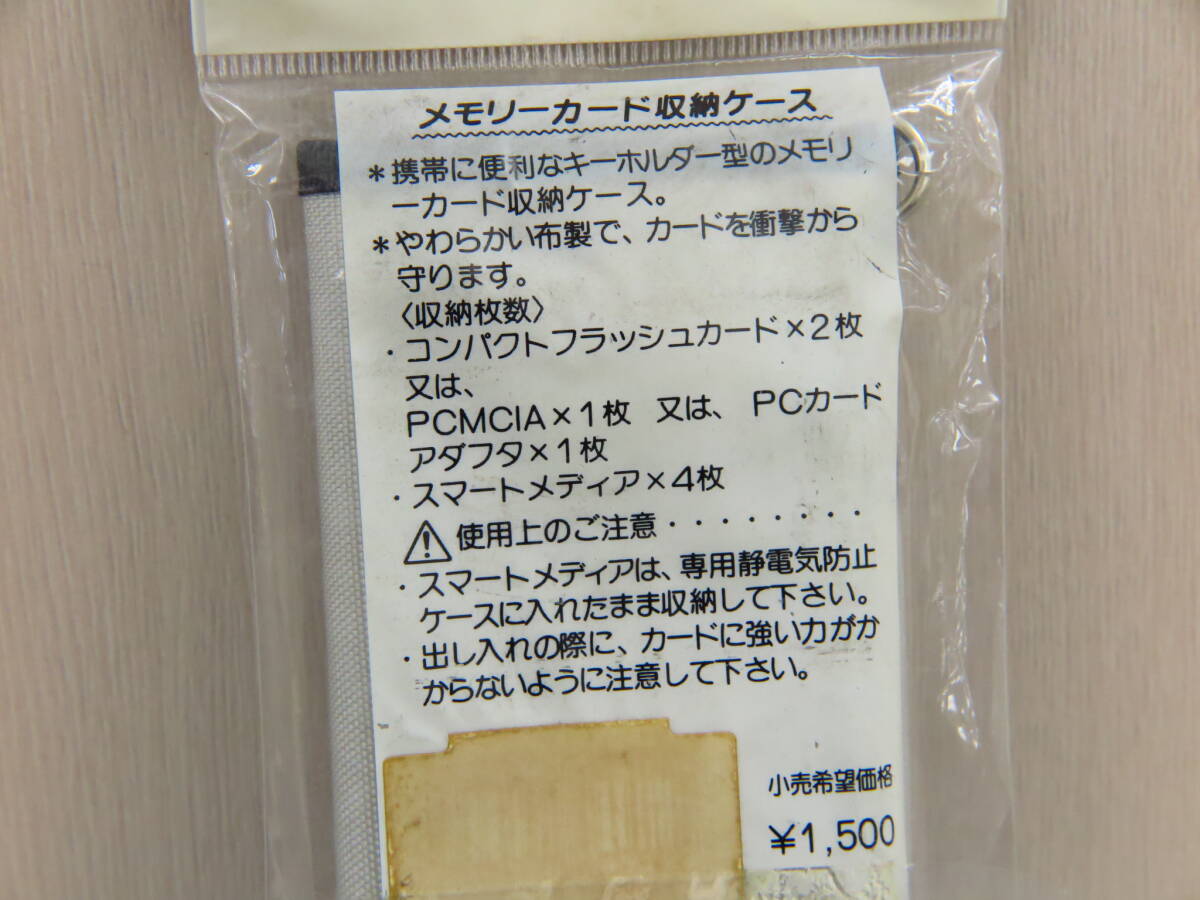 メモリーカード収納ケース
*携帯に便利なキーホルダー型のメモリ
ーカード収納ケース。
*やわらかい布製で、カードを衝撃から
守ります。
〈収納枚数〉
・コンパクトフラッシュカード×2枚
又は、
PCMCIA×1枚 又は、 PCカード
アダフタ×1枚
・スマートメディア×4枚
⚠使用上のご注意・・・・・・・・
・スマートメディアは、専用静電気防止
ケースに入れたまま収納して下さい。
・出し入れの際に、カードに強い力がか
からないように注意して下さい。
小売希望価格
¥1,500